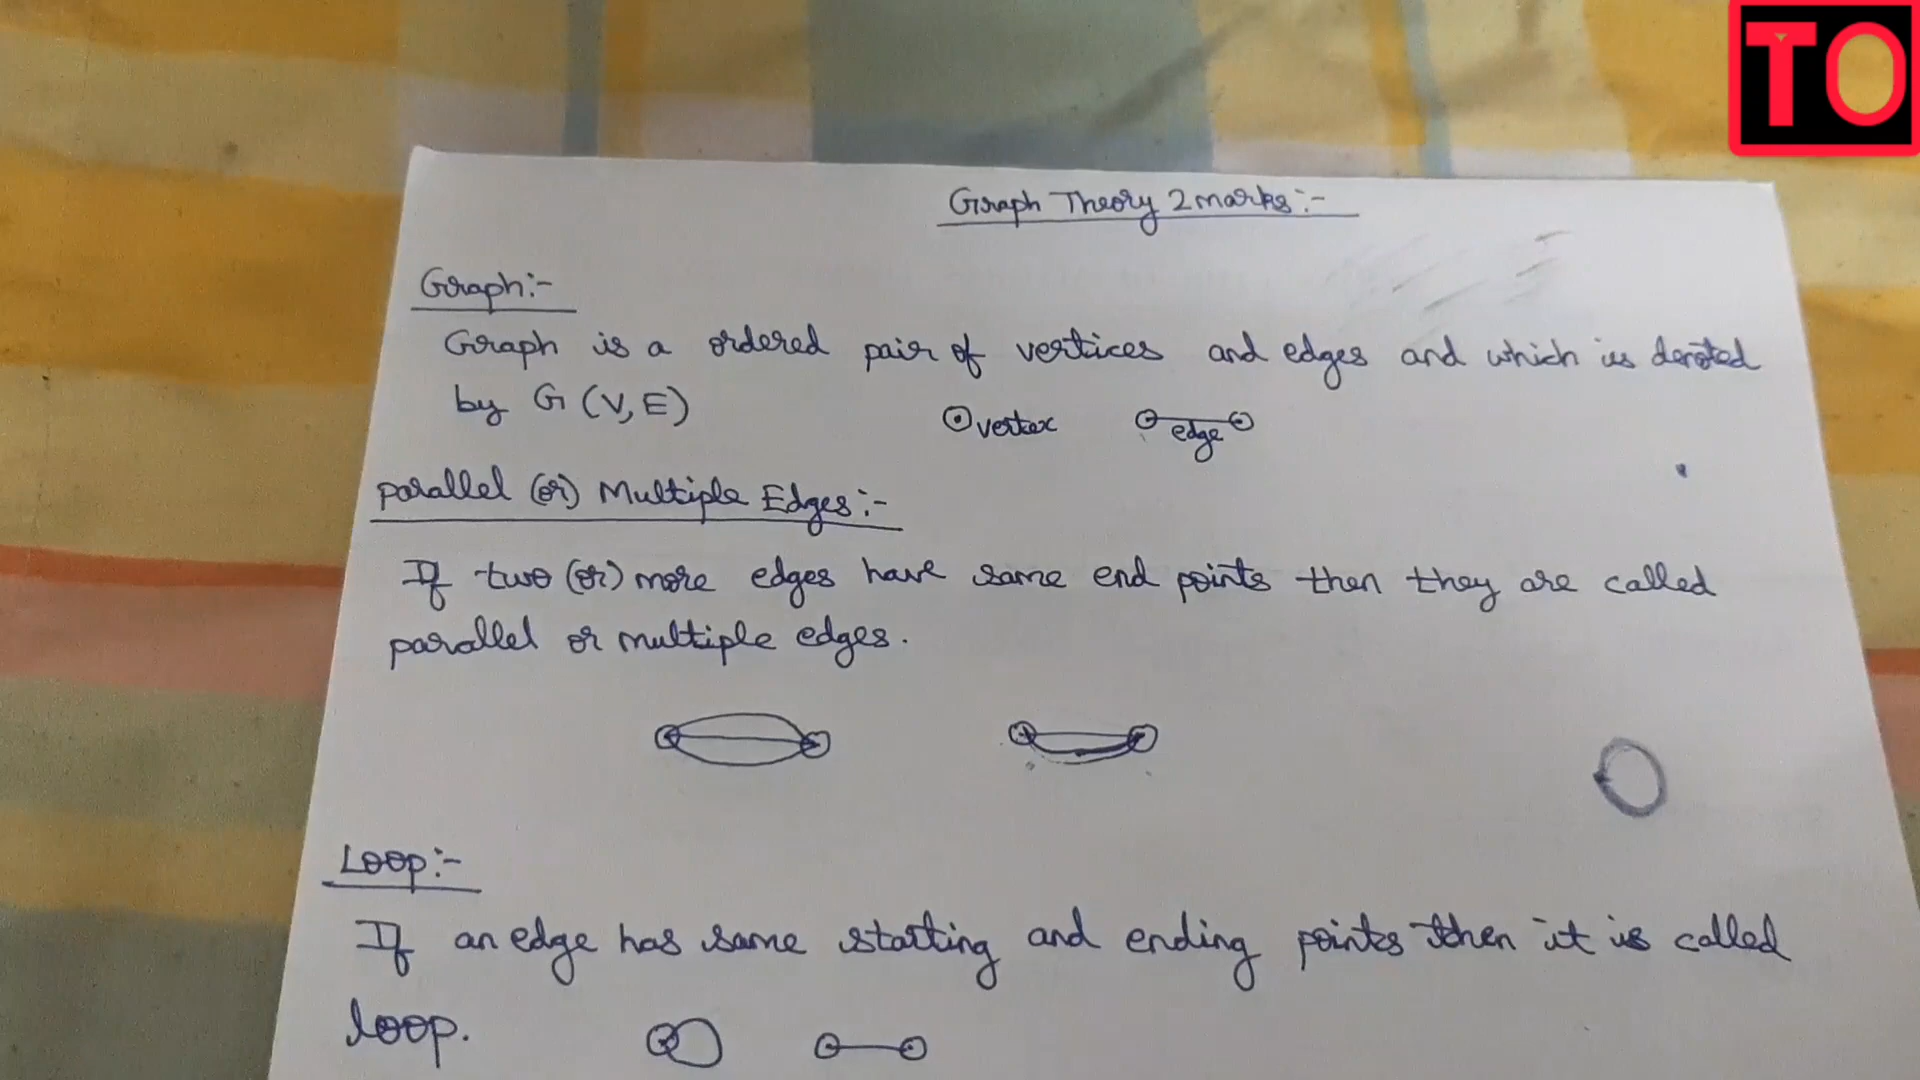 TO
Graph Theory 2 marks:-
Graph:-
Graph is a ordered pair of vertices and edges and which is denoted
by G (V, E)
vertex
edge
parallel (or) Multiple Edges:-
If two (or) more edges have same end points then they are called
parallel or multiple edges.
Loop:-
If an edge has same starting and ending points then it is called
loop.